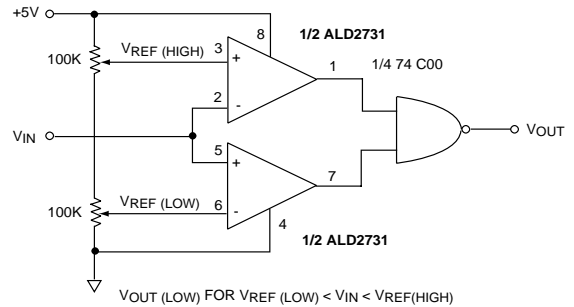 +5V
8
1/2 ALD2731
100K
VREF (HIGH)
3
+
1
1/4 74 C00
2
-
VIN
VOUT
5
+
7
100K
VREF (LOW)
6
-
4
1/2 ALD2731
VOUT (LOW) FOR VREF (LOW) < VIN < VREF(HIGH)